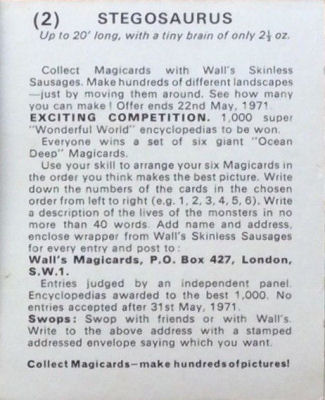 (2) STEGOSAURUS
Up to 20' long, with a tiny brain of only 2½ oz.
Collect Magicards with Wall's Skinless
Sausages. Make hundreds of different landscapes
—just by moving them around. See how many
you can make! Offer ends 22nd May, 1971.
EXCITING COMPETITION. 1,000 super
"Wonderful World" encyclopedias to be won.
Everyone wins a set of six giant "Ocean
Deep" Magicards.
Use your skill to arrange your six Magicards in
the order you think makes the best picture. Write
down the numbers of the cards in the chosen
order from left to right (e.g. 1, 2, 3, 4, 5, 6). Write
a description of the lives of the monsters in no
more than 40 words. Add name and address,
enclose wrapper from Wall's Skinless Sausages
for every entry and post to:
Wall's Magicards, P.O. Box 427, London,
S.W.1.
Entries judged by an independent panel.
Encyclopedias awarded to the best 1,000. No
entries accepted after 31st May, 1971.
Swops: Swop with friends or with Wall's.
Write to the above address with a stamped
addressed envelope saying which you want.
Collect Magicards—make hundreds of pictures!